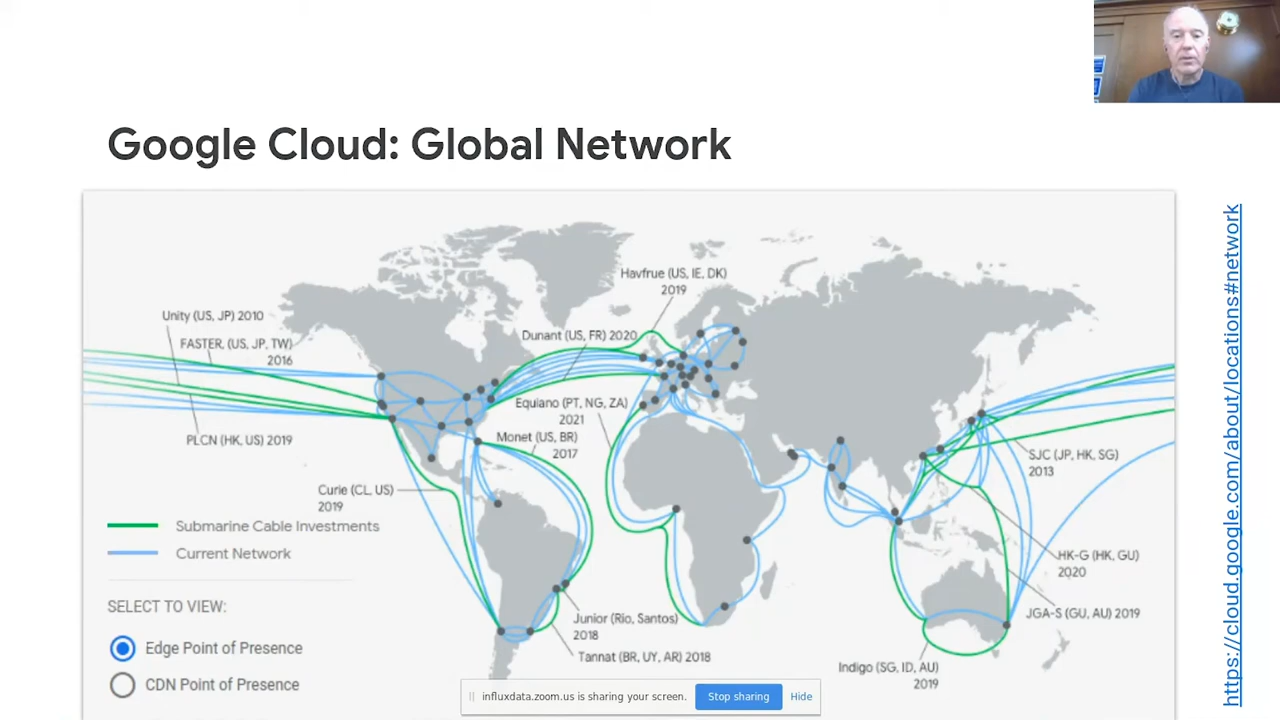 Google Cloud: Global Network
Havfrue (US, IE, DK)
2019
Unity (US, JP) 2010
FASTER, (US, JP, TW)
2016
Dunant (US, FR) 2020
Equiano (PT, NG, ZA)
2021
PLCN (HK, US) 2019
Monet (US, BR)
2017
SJC (JP, HK, SG)
2013
Curie (CL, US)
2019
Submarine Cable Investments
Current Network
HK-G (HK, GU)
2020
SELECT TO VIEW:
JGA-S (GU, AU) 2019
Junior (Rio, Santos)
2018
Edge Point of Presence
Tannat (BR, UY, AR) 2018
Indigo (SG, ID, AU)
2019
CDN Point of Presence
influxdata.zoom.us is sharing your screen.
Stop sharing
Hide
https://cloud.google.com/about/locations#network